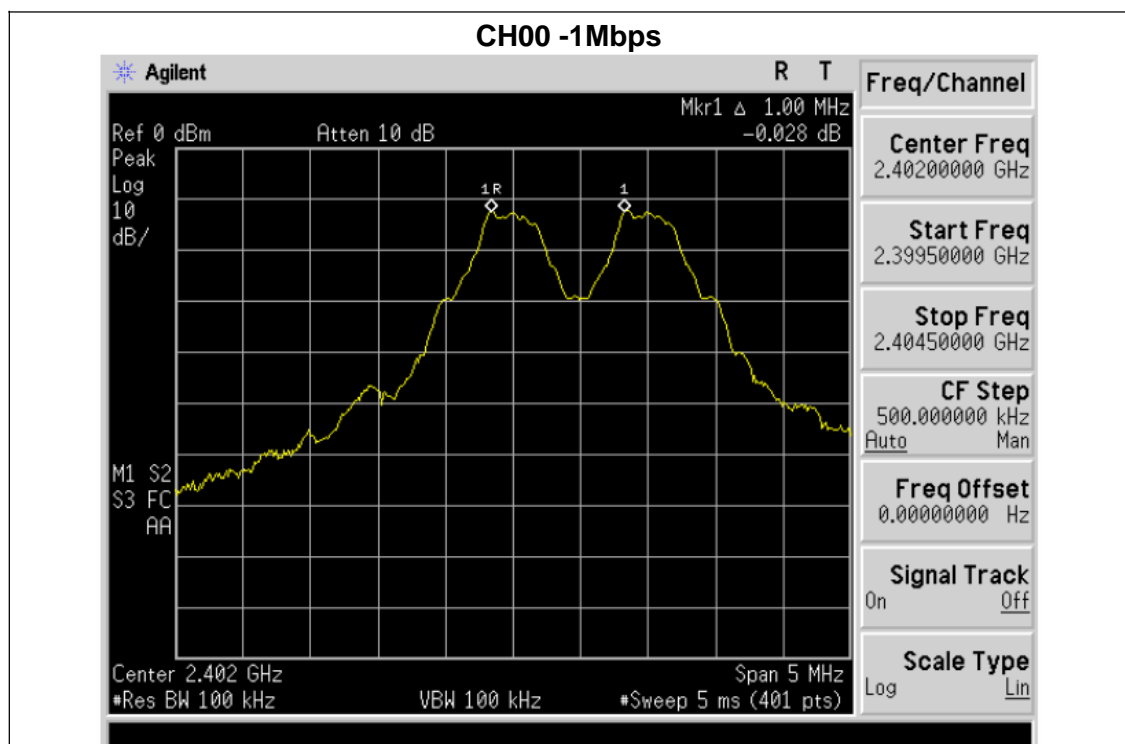 CH00 -1Mbps
Agilent R T
Mkr1 Δ 1.00 MHz
Ref 0 dBm Atten 10 dB -0.028 dB
Peak
Log
10
dB/
1R 1
M1 S2
S3 FC
AA
Center 2.402 GHz Span 5 MHz
#Res BW 100 kHz VBW 100 kHz #Sweep 5 ms (401 pts)
Freq/Channel
Center Freq
2.40200000 GHz
Start Freq
2.39950000 GHz
Stop Freq
2.40450000 GHz
CF Step
500.000000 kHz
Auto Man
Freq Offset
0.00000000 Hz
Signal Track
On Off
Scale Type
Log Lin